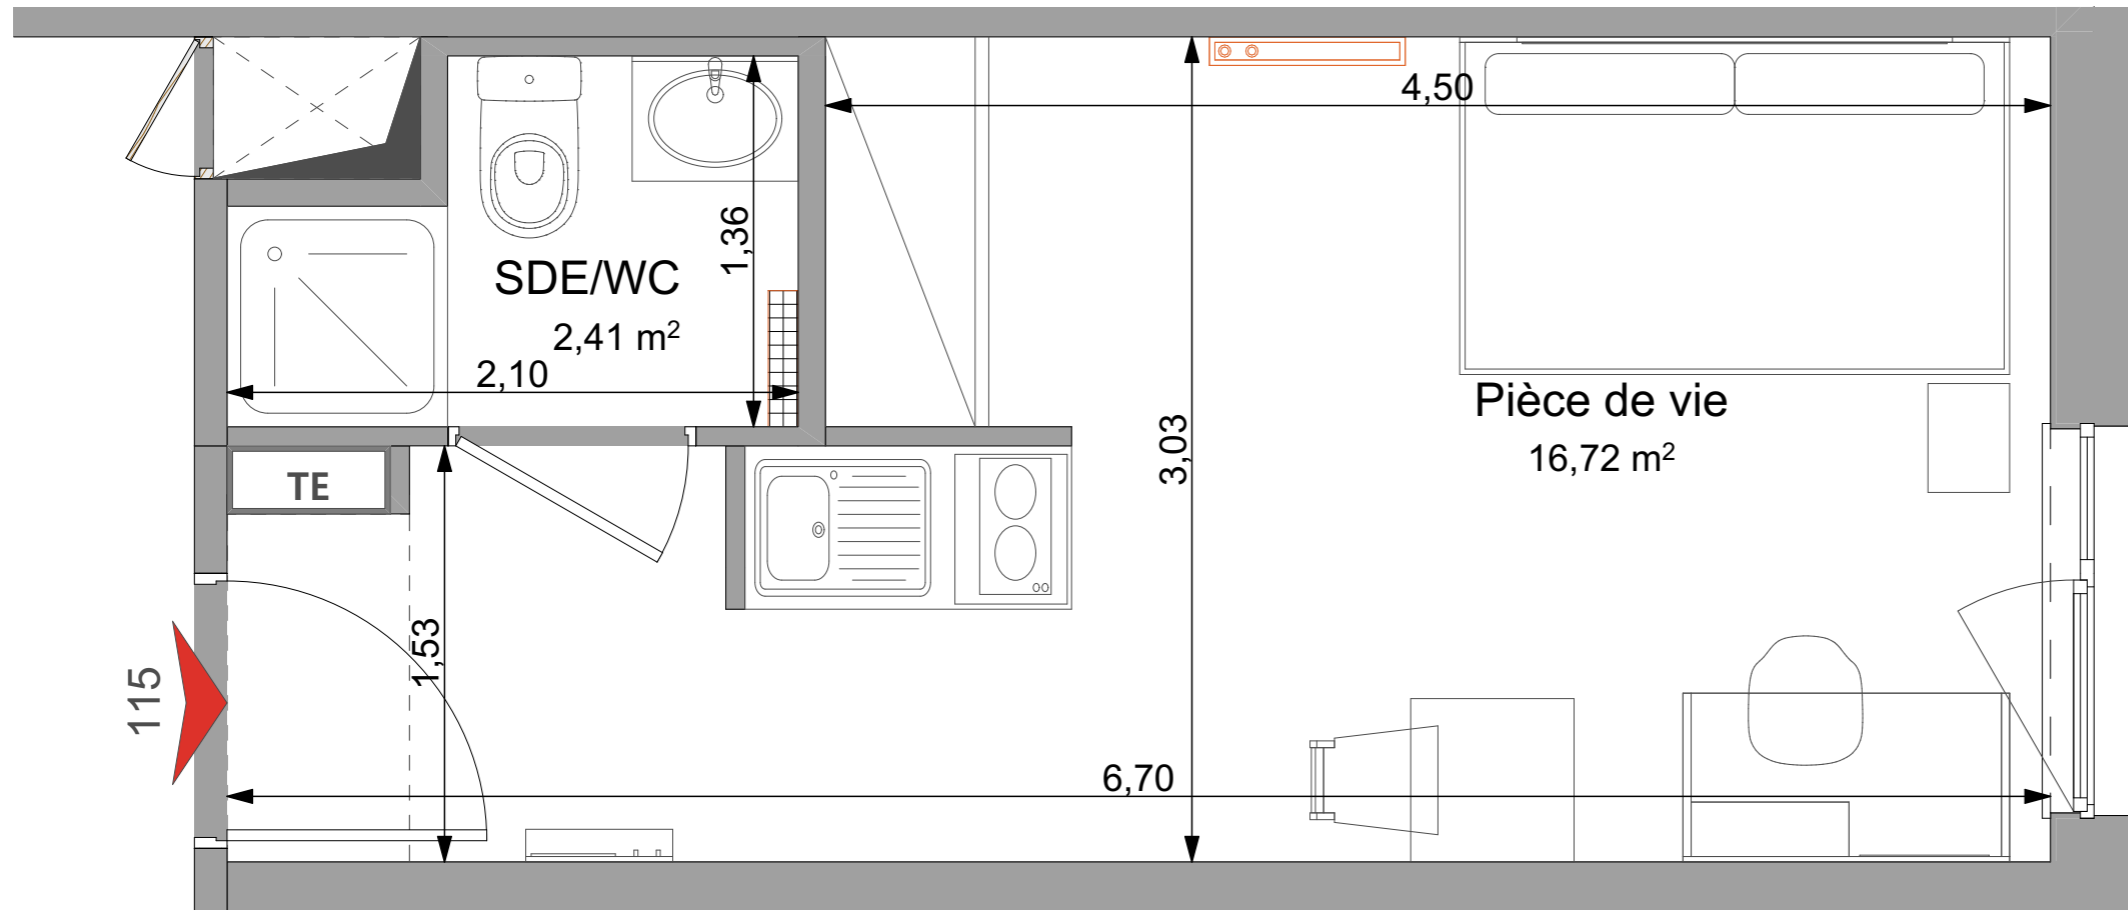 4,50
1,36
SDE/WC
2,41 m²
2,10
Pièce de vie
16,72 m²
3,03
TE
1,53
115
6,70